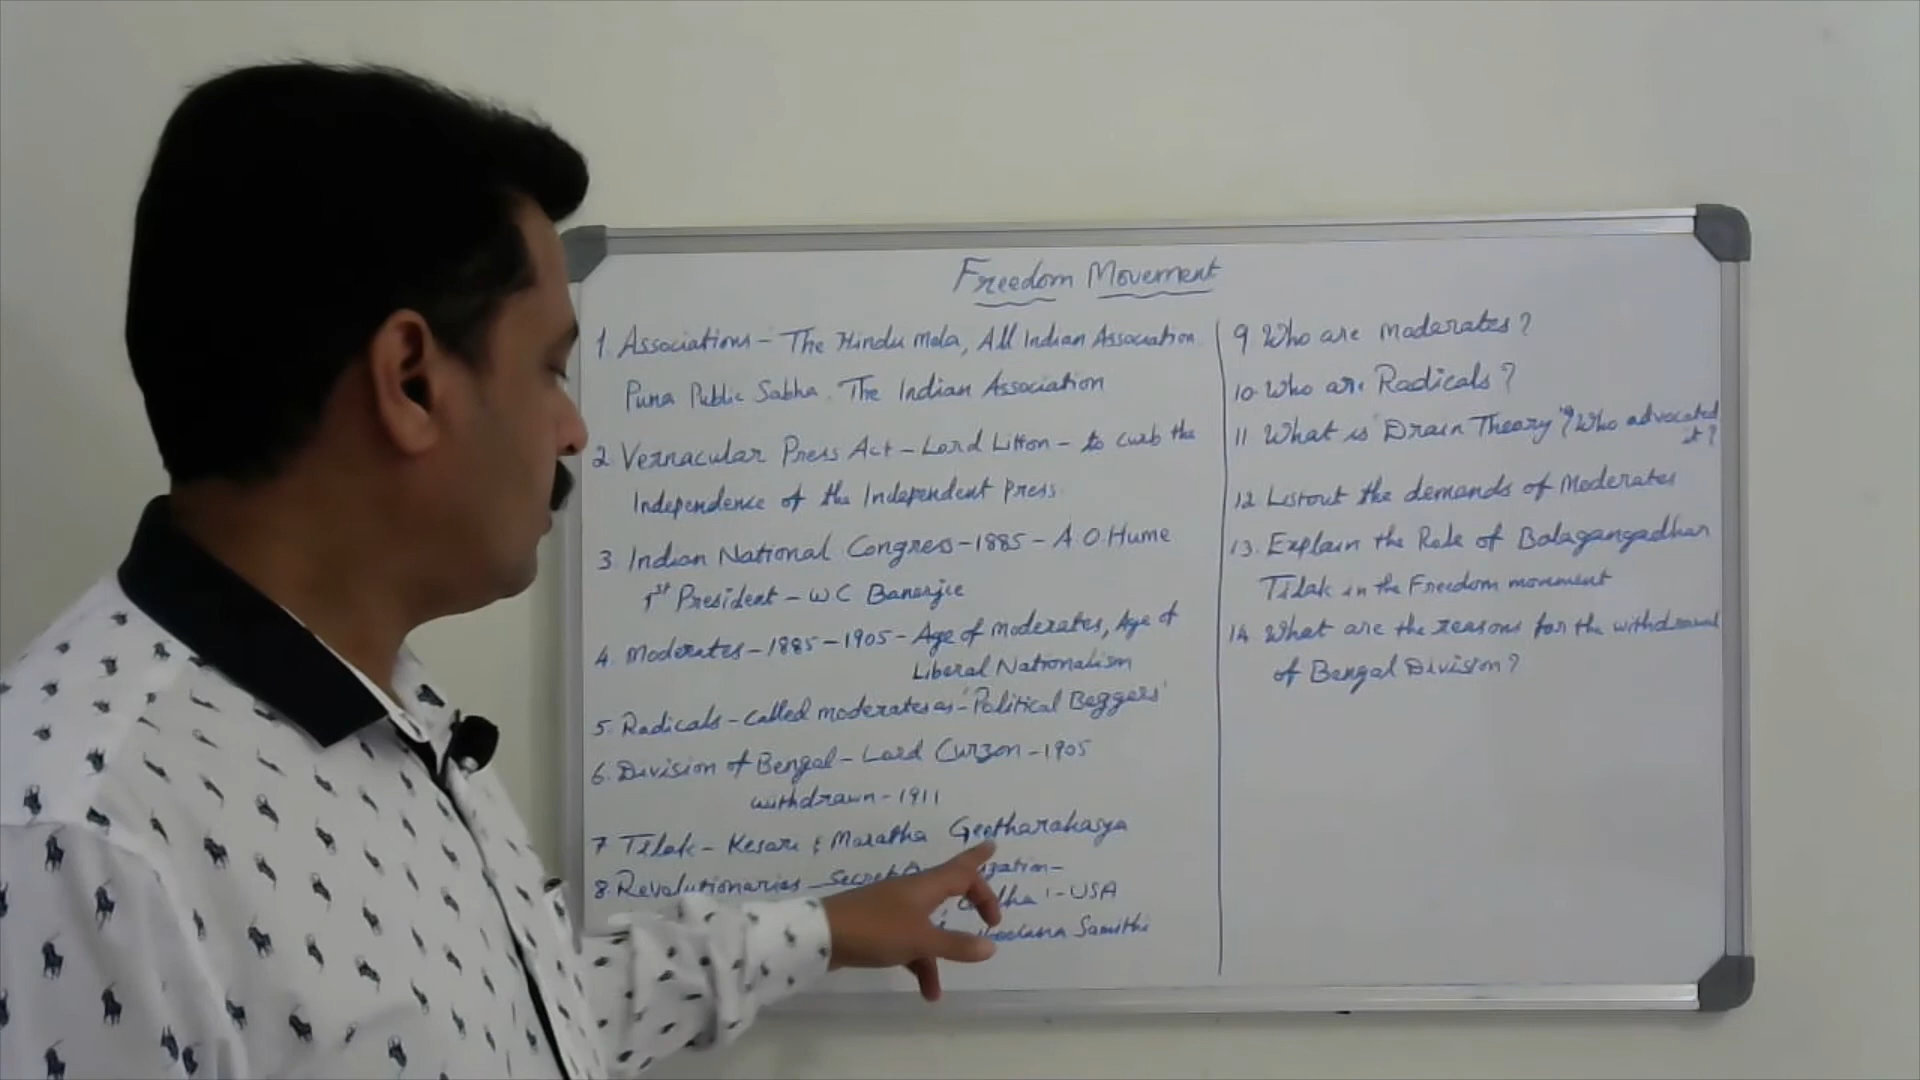 Freedom Movement
1. Associations - The Hindu Mela, All Indian Association
Puna Public Sabha. The Indian Association
2 Vernacular Press Act - Lord Litton - to curb the
Independence of the Independent Press.
3 Indian National Congress - 1885 - A.O.Hume
1st President - W.C Banerjee
4. Moderates - 1885 - 1905 - Age of Moderates, Age of
Liberal Nationalism
5. Radicals - called moderates as - 'Political Beggers'
6. Division of Bengal - Lord Curzon - 1905
withdrawn - 1911
7 Tilak - Kesari & Maratha Geetharahasya
8. Revolutionaries - Secret
- USA
Samithi
9 Who are Moderates?
10. Who are Radicals?
11 What is 'Drain Theory'? Who advocated
it?
12 Listout the demands of Moderates
13. Explain the Role of Balagangadhar
Tilak in the Freedom movement
14 What are the reasons for the withdrawal
of Bengal Division?